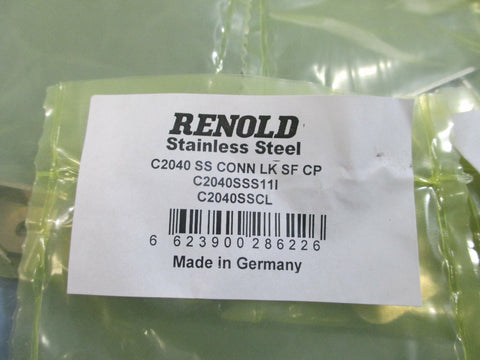 RENOLD
Stainless Steel
C2040 SS CONN LK SF CP
C2040SSS11I
C2040SSCL
6 623900 286226
Made in Germany